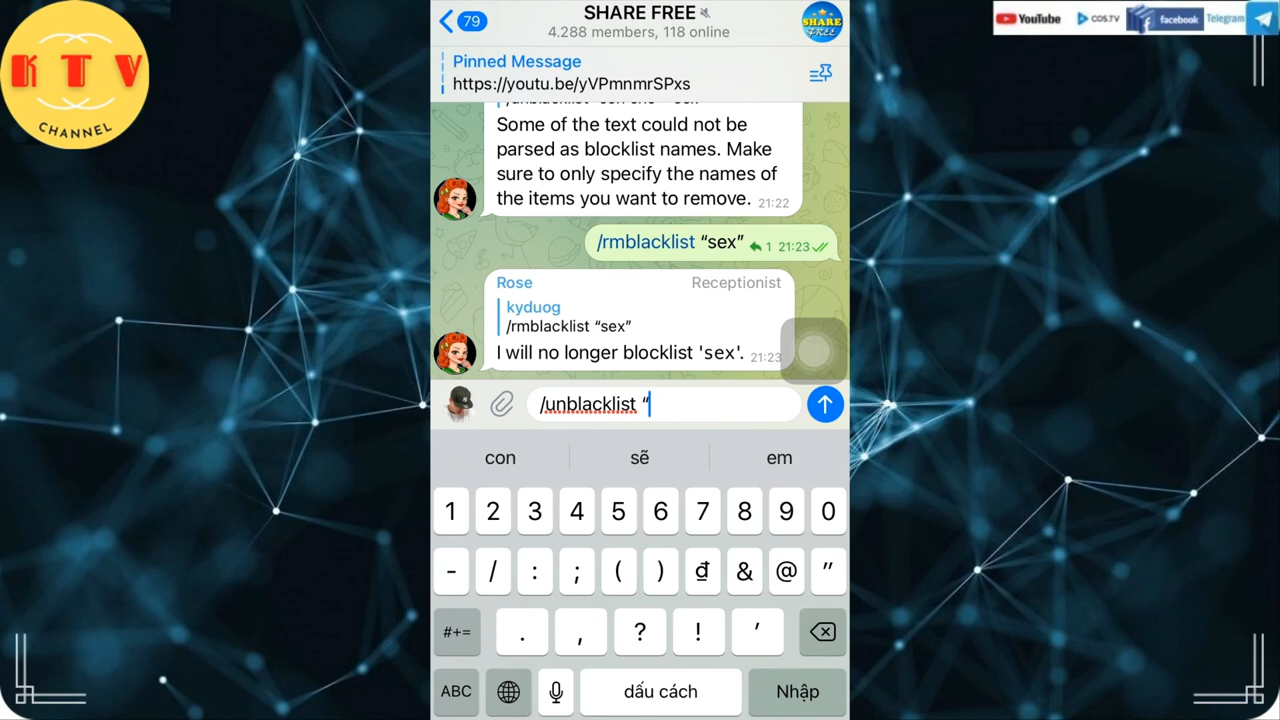 K T V
CHANNEL
YouTube
COS.TV
facebook
Telegram
79
SHARE FREE
4.288 members, 118 online
SHARE
FREE
Pinned Message
https://youtu.be/yVPmnmrSPxs
Some of the text could not be
parsed as blocklist names. Make
sure to only specify the names of
the items you want to remove. 21:22
/rmblacklist “sex” 1 21:23
Rose Receptionist
kyduog
/rmblacklist “sex”
I will no longer blocklist 'sex'. 21:23
/unblacklist “
con sẽ em
1 2 3 4 5 6 7 8 9 0
- / : ; ( ) ₫ & @ ”
#+= . , ? ! ’
ABC dấu cách Nhập